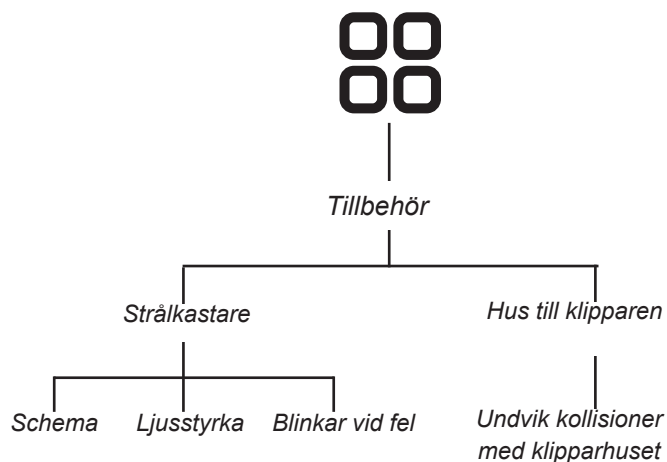 Tillbehör
Strålkastare
Hus till klipparen
Schema
Ljusstyrka
Blinkar vid fel
Undvik kollisioner
med klipparhuset